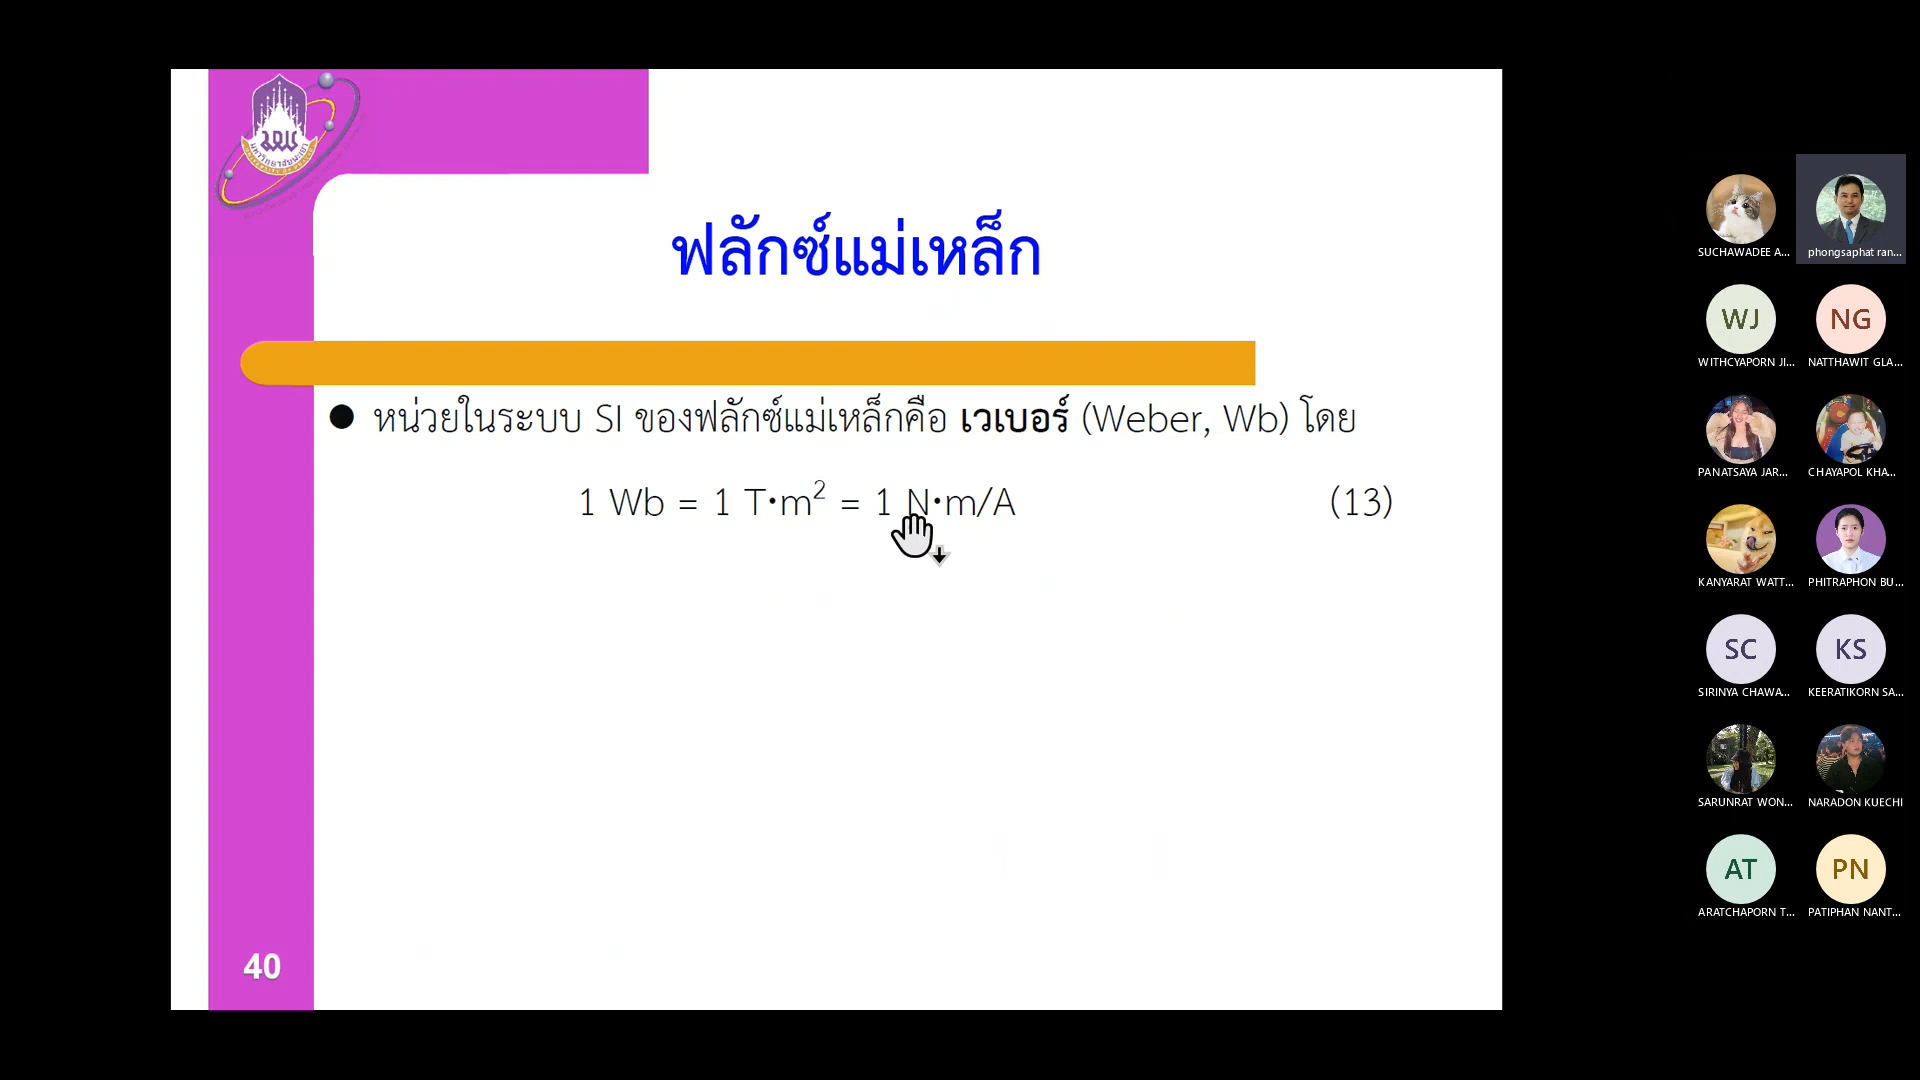 ฟลักซ์แม่เหล็ก
● หน่วยในระบบ SI ของฟลักซ์แม่เหล็กคือ เวเบอร์ (Weber, Wb) โดย
1 Wb = 1 T·m² = 1 N·m/A (13)
40
SUCHAWADEE A...
phongsaphat ran...
WJ
NG
WITHCYAPORN JI...
NATTHAWIT GLA...
PANATSAYA JAR...
CHAYAPOL KHA...
KANYARAT WATT...
PHITRAPHON BU...
SC
KS
SIRINYA CHAWA...
KEERATIKORN SA...
SARUNRAT WON...
NARADON KUECHI
AT
PN
ARATCHAPORN T...
PATIPHAN NANT...